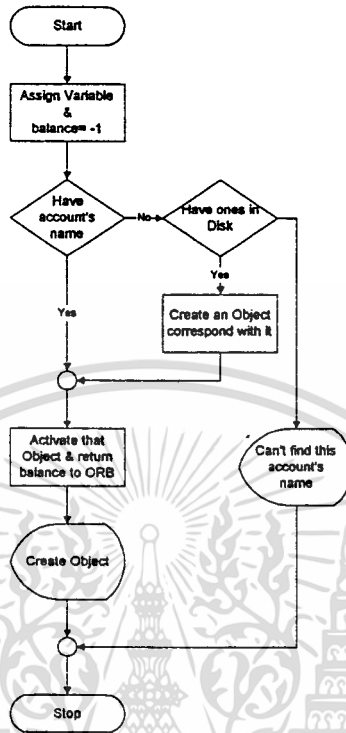 Start
Assign Variable
&
balance= -1
Have
account's
name
No
Have ones in
Disk
Yes
Yes
Create an Object
correspond with it
Activate that
Object & return
balance to ORB
Can't find this
account's
name
Create Object
Stop